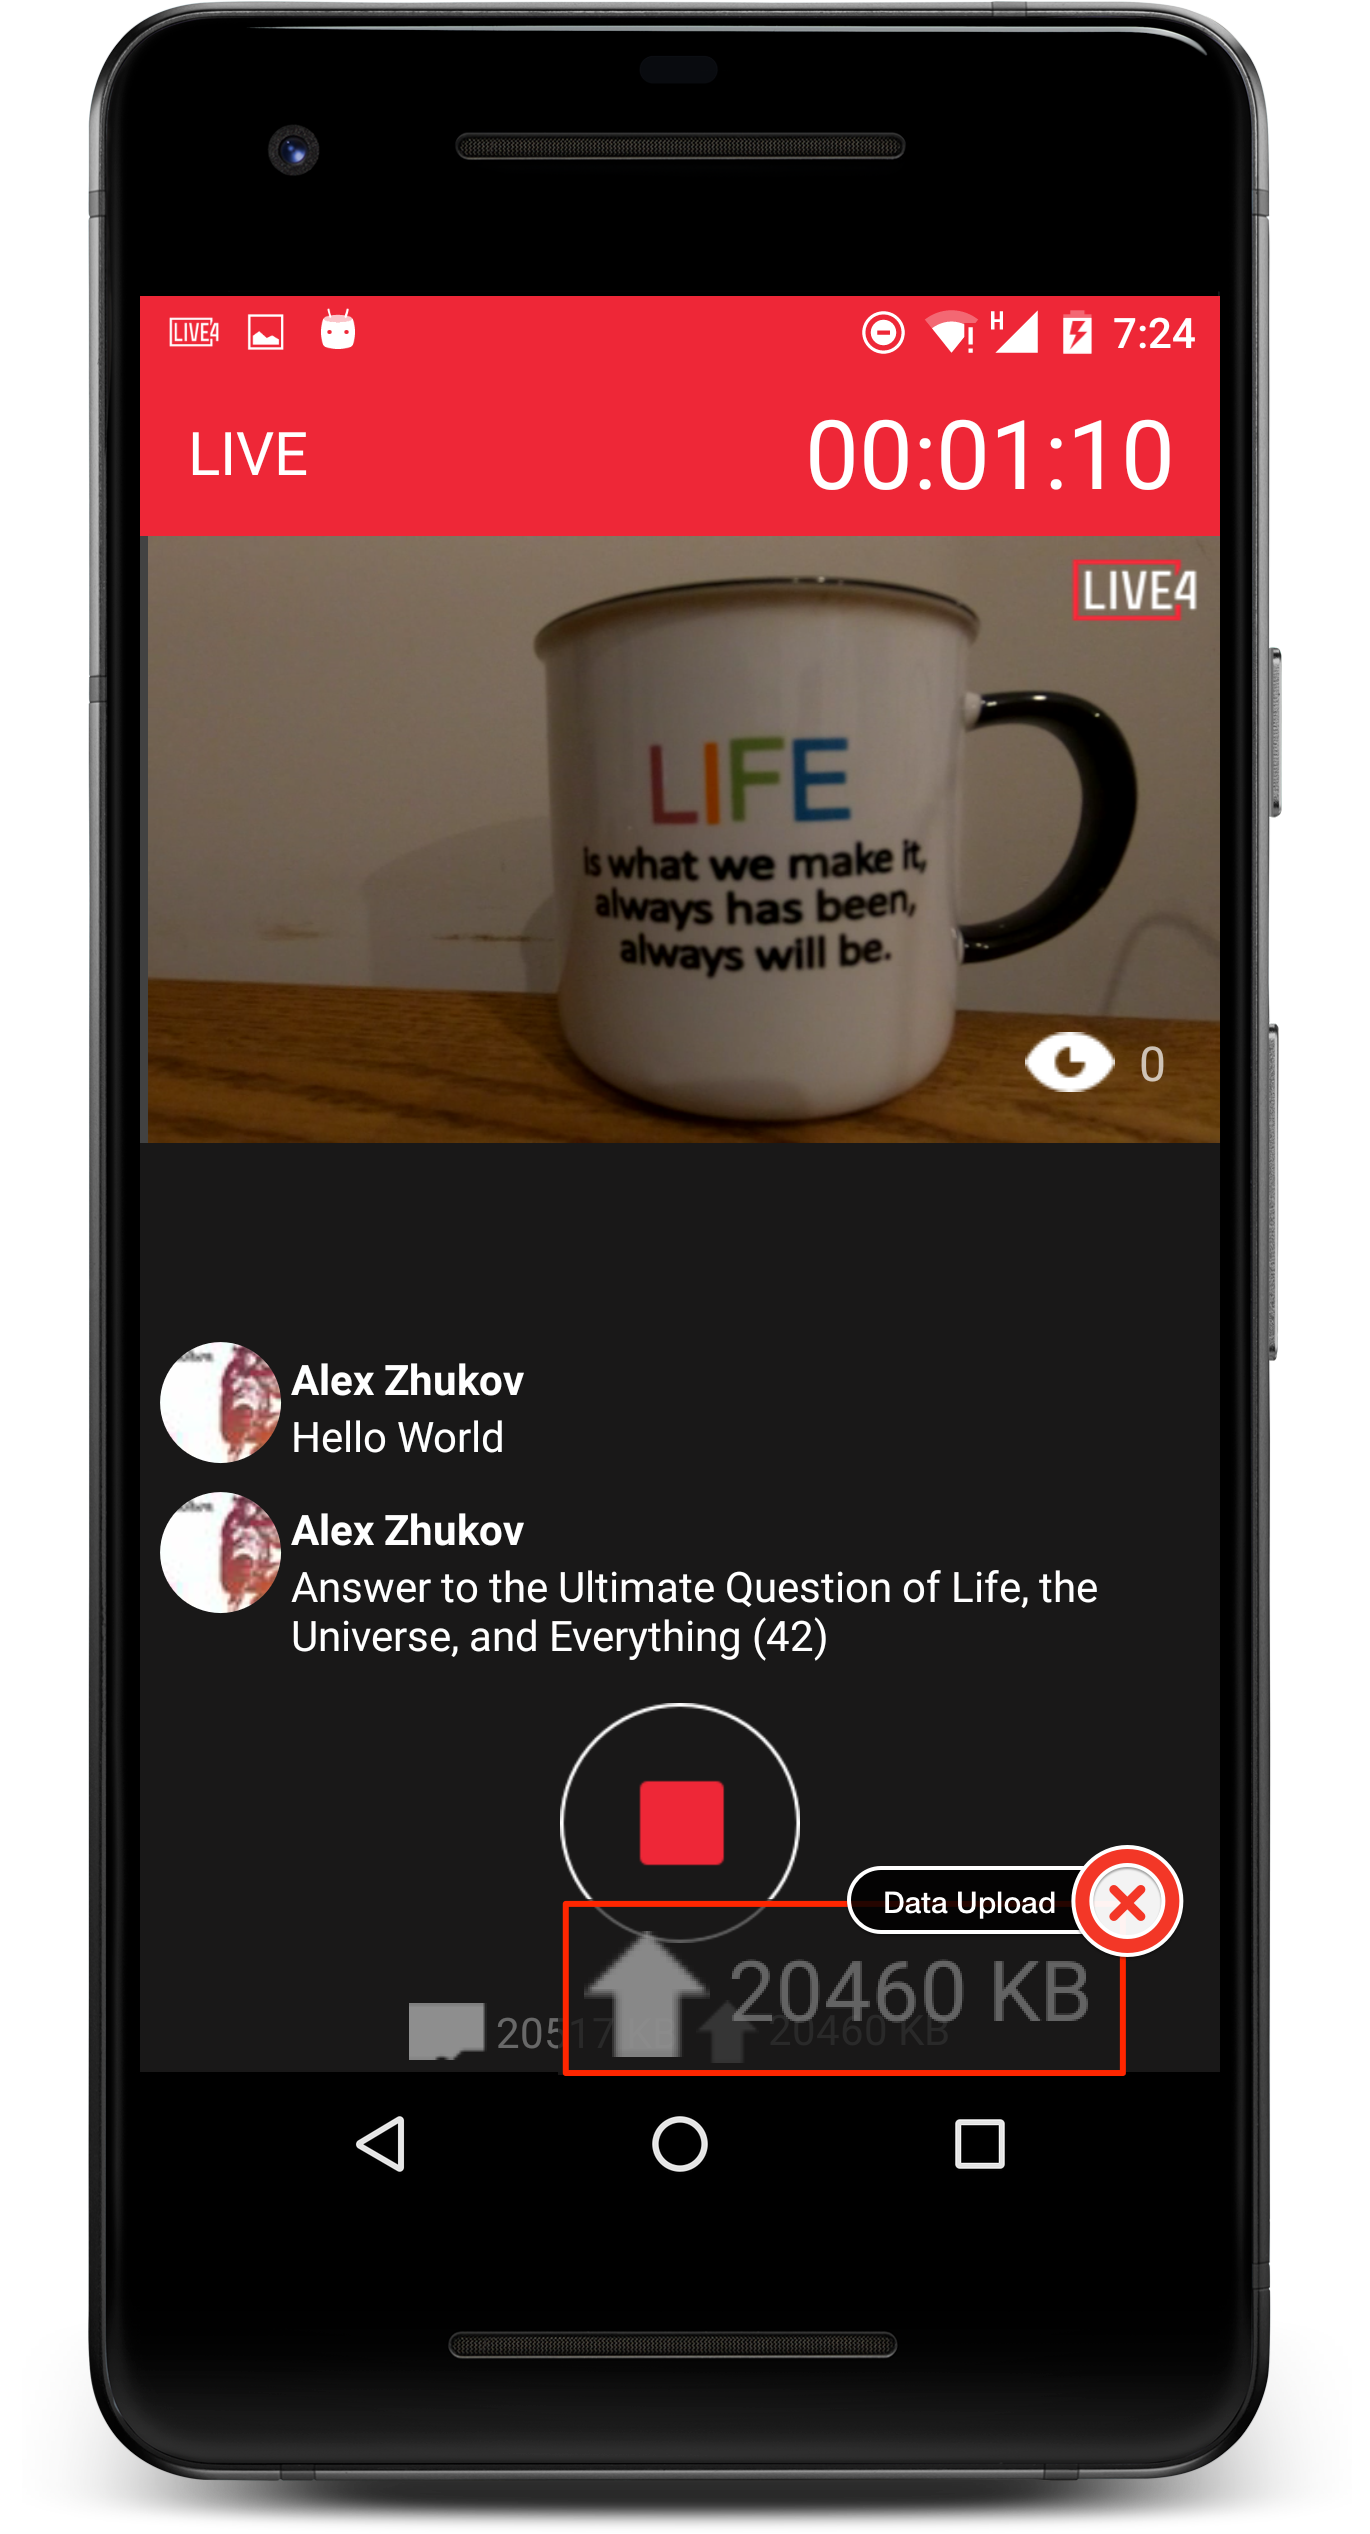 LIVE4
H
7:24
LIVE
00:01:10
LIVE4
LIFE
is what we make it,
always has been,
always will be.
0
Alex Zhukov
Hello World
Alex Zhukov
Answer to the Ultimate Question of Life, the
Universe, and Everything (42)
Data Upload
20460 KB
20517 KB
20460 KB